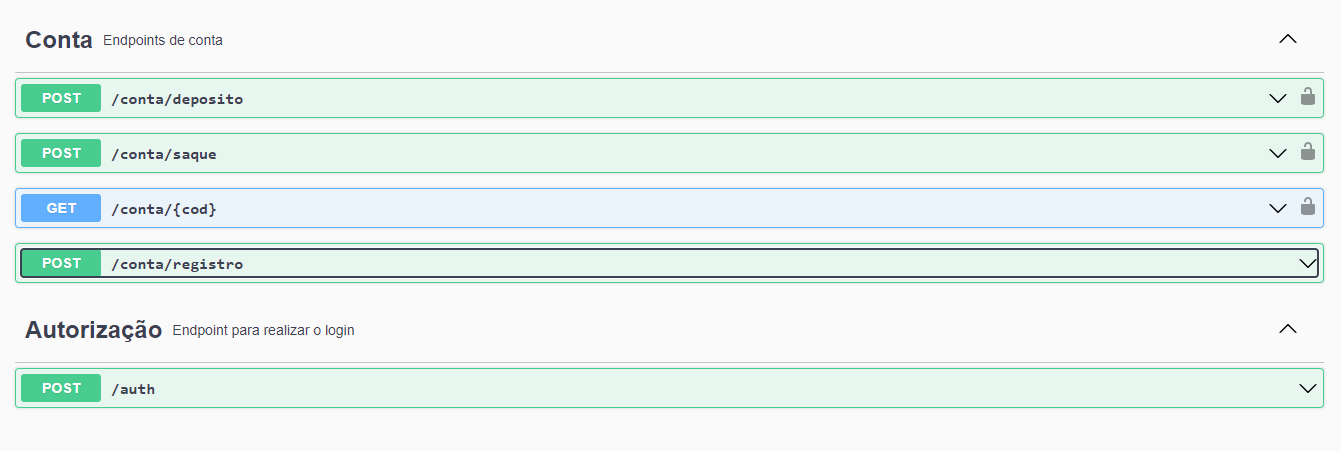 Conta Endpoints de conta
POST /conta/deposito
POST /conta/saque
GET /conta/{cod}
POST /conta/registro
Autorização Endpoint para realizar o login
POST /auth